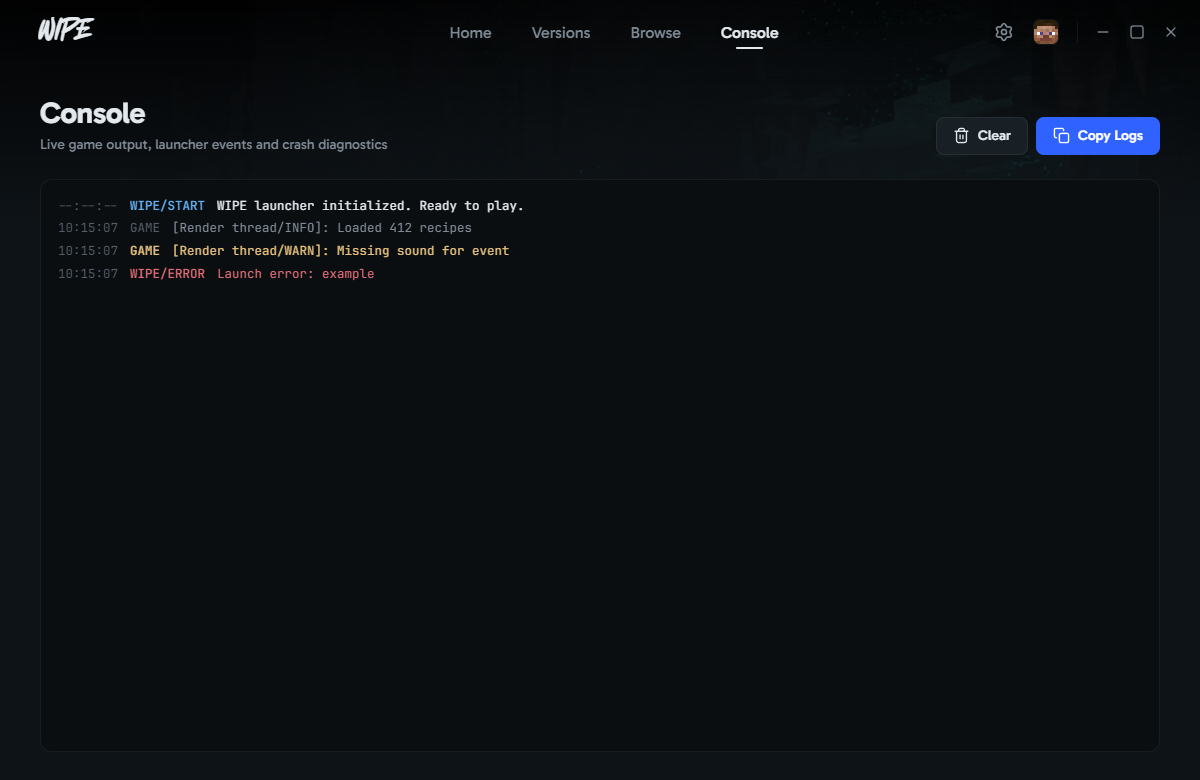 WIPE
Home Versions Browse Console
Console
Live game output, launcher events and crash diagnostics
Clear
Copy Logs
--:--:-- WIPE/START WIPE launcher initialized. Ready to play.
10:15:07 GAME [Render thread/INFO]: Loaded 412 recipes
10:15:07 GAME [Render thread/WARN]: Missing sound for event
10:15:07 WIPE/ERROR Launch error: example